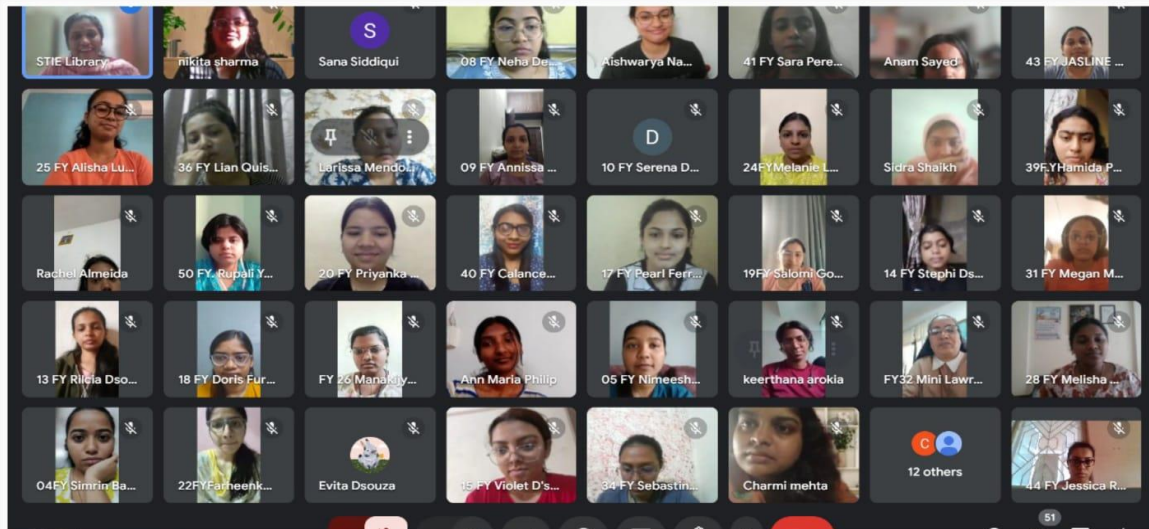 STIE Library
nikita sharma
S
Sana Siddiqui
08 FY Neha De...
Aishwarya Na...
41 FY Sara Pere...
Anam Sayed
43 FY JASLINE ...
25 FY Alisha Lu...
36 FY Lian Quis...
Larissa Mendo...
09 FY Annissa ...
D
10 FY Serena D...
24FYMelanie L...
Sidra Shaikh
39F.YHamida P...
Rachel Almeida
50 FY. Rupali Y...
20 FY Priyanka ...
40 FY Calance...
17 FY Pearl Ferr...
19FY Salomi Go...
14 FY Stephi Ds...
31 FY Megan M...
13 FY Rilcia Dso...
18 FY Doris Fur...
FY 26 Manakijy...
Ann Maria Philip
05 FY Nimeesh...
keerthana arokia
FY32 Mini Lawr...
28 FY Melisha ...
04FY Simrin Ba...
22FYFarheenk...
Evita Dsouza
15 FY Violet D's...
34 FY Sebastin...
Charmi mehta
C
12 others
44 FY Jessica R...
51